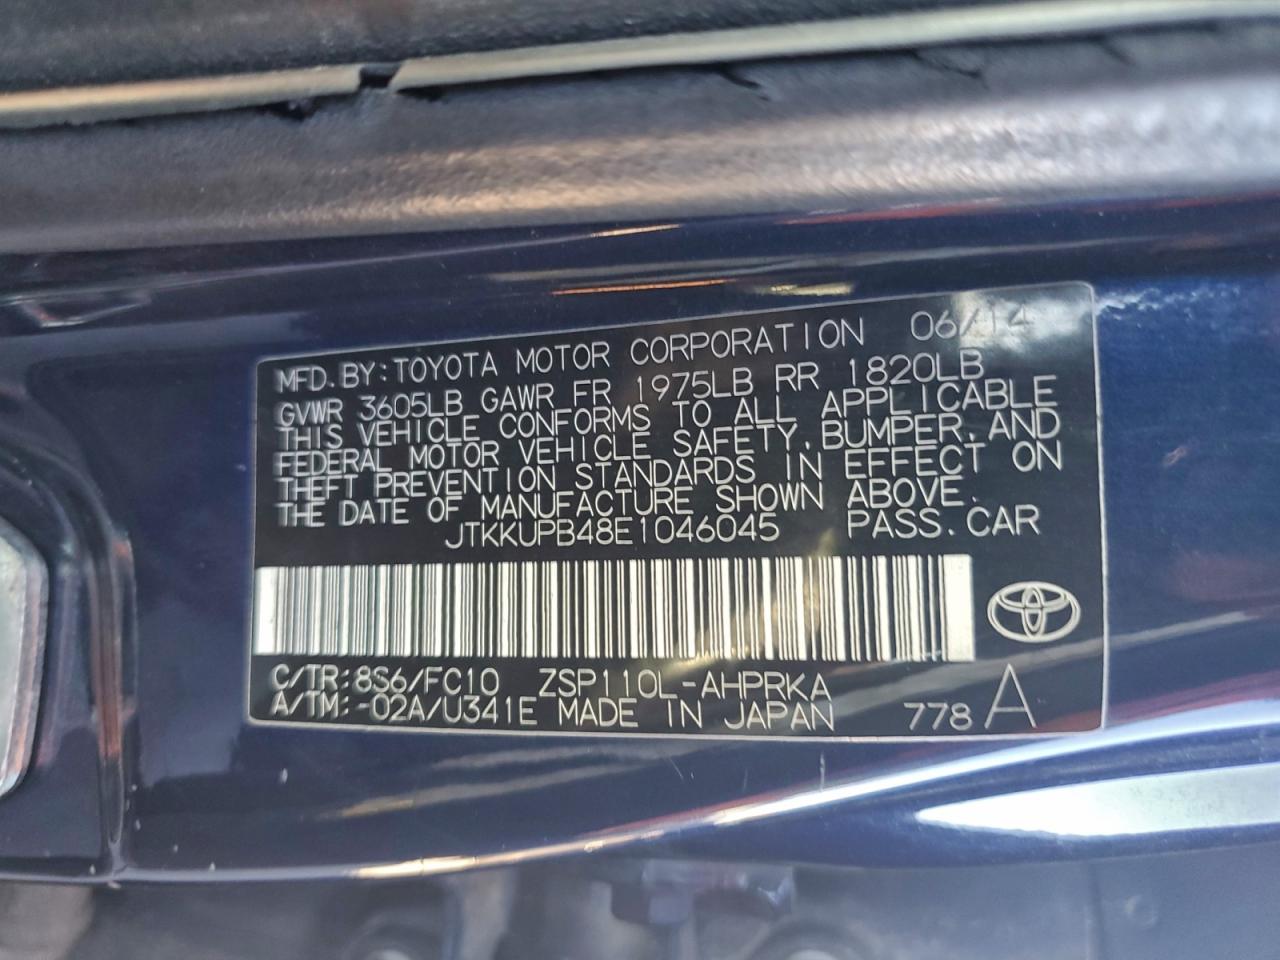 MFD.BY:TOYOTA MOTOR CORPORATION 06/14
GVWR 3605LB GAWR FR 1975LB RR 1820LB
THIS VEHICLE CONFORMS TO ALL APPLICABLE
FEDERAL MOTOR VEHICLE SAFETY,BUMPER,AND
THEFT PREVENTION STANDARDS IN EFFECT ON
THE DATE OF MANUFACTURE SHOWN ABOVE.
JTKKUPB48E1046045 PASS.CAR
C/TR:8S6/FC10 ZSP110L-AHPRKA
A/TM:-02A/U341E MADE IN JAPAN 778 A